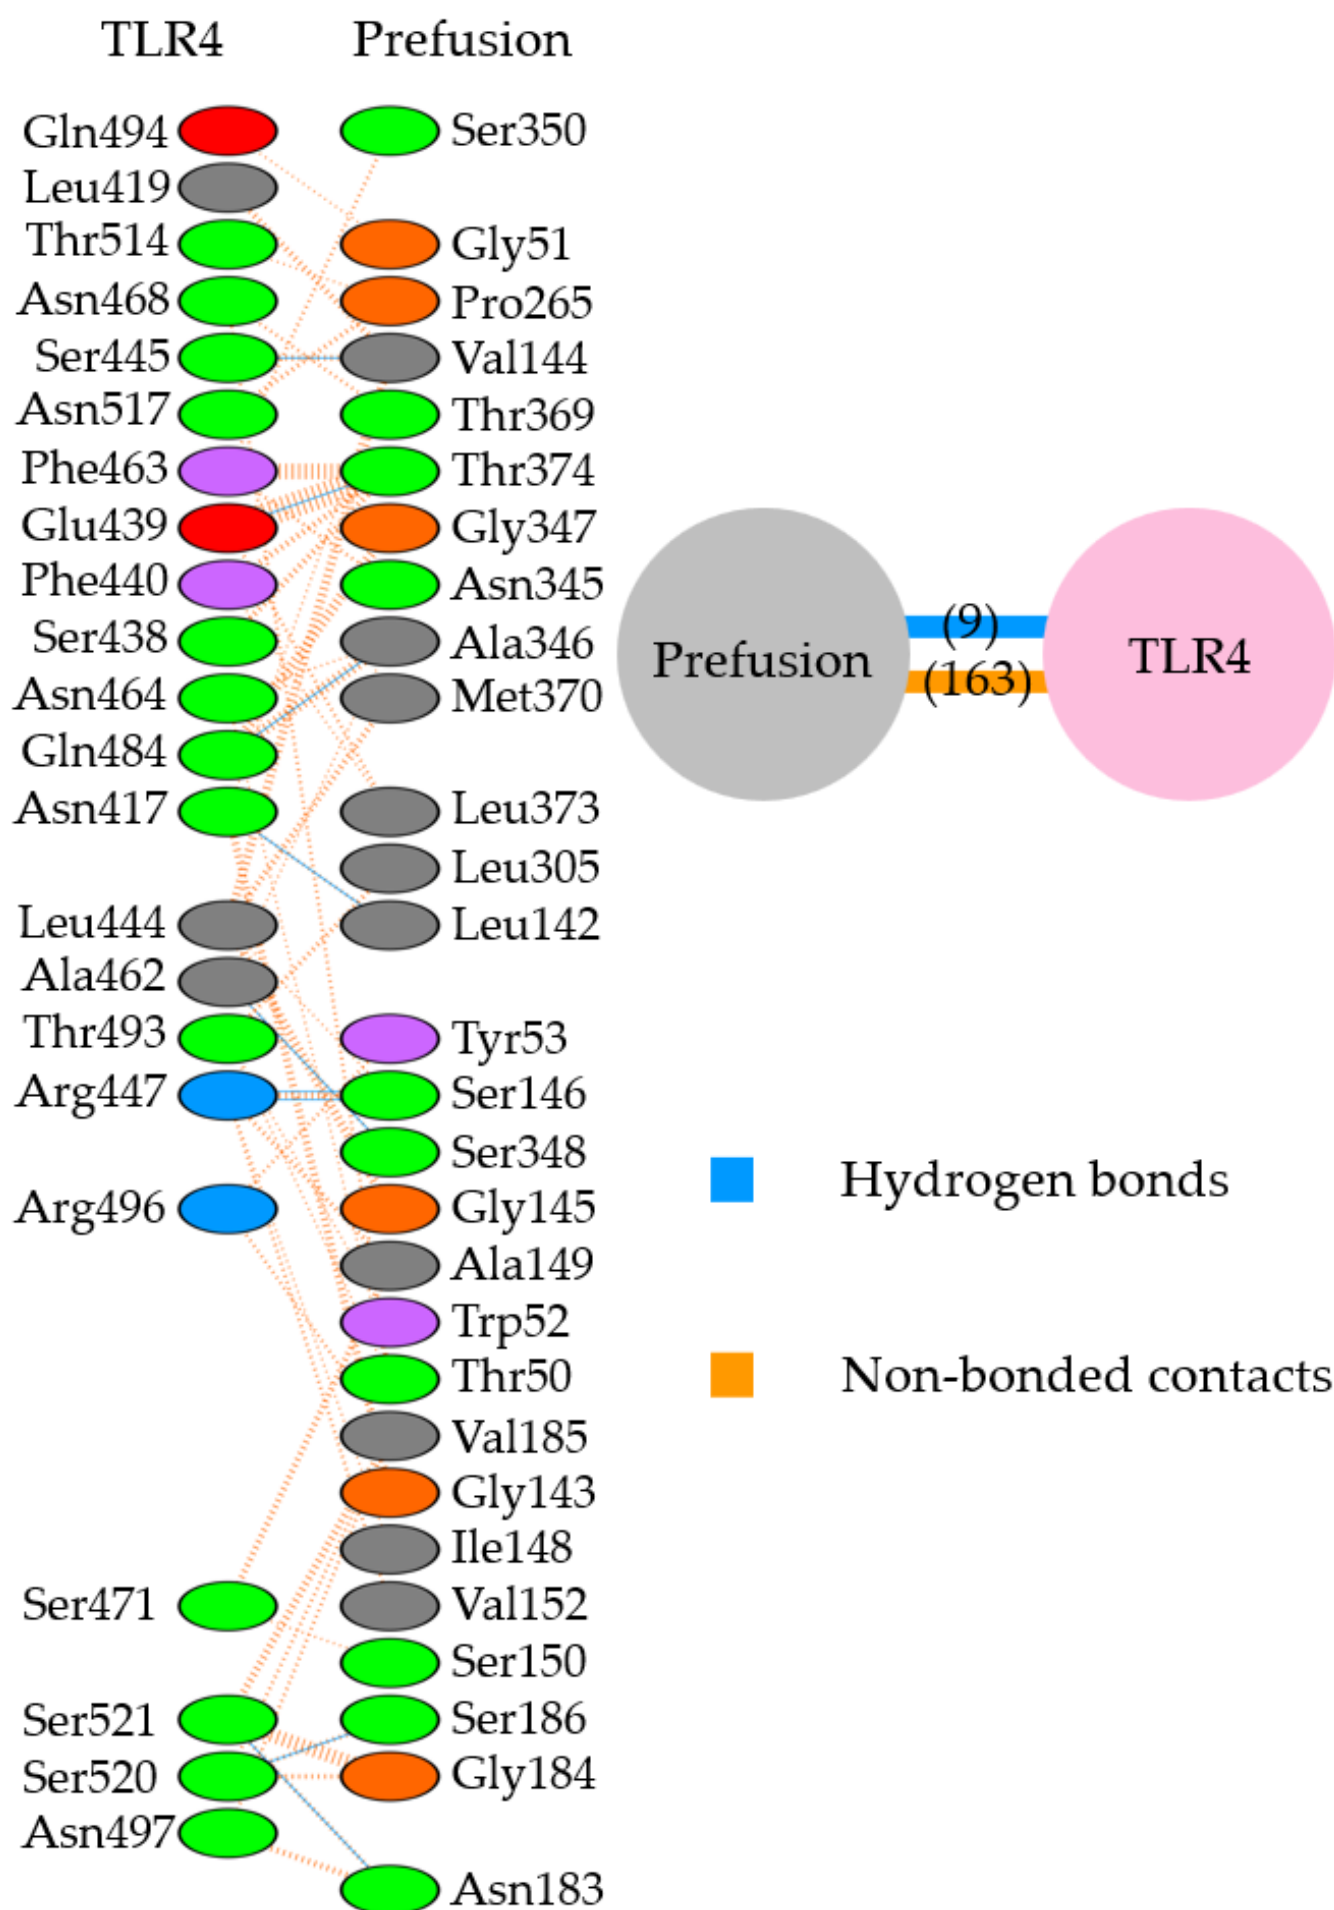 TLR4 Prefusion
Gln494 Ser350
Leu419
Thr514 Gly51
Asn468 Pro265
Ser445 Val144
Asn517 Thr369
Phe463 Thr374
Glu439 Gly347
Phe440 Asn345
Ser438 Ala346
Asn464 Met370
Gln484
Asn417 Leu373
Leu305
Leu444 Leu142
Ala462
Thr493 Tyr53
Arg447 Ser146
Ser348
Arg496 Gly145
Ala149
Trp52
Thr50
Val185
Gly143
Ile148
Ser471 Val152
Ser150
Ser521 Ser186
Ser520 Gly184
Asn497
Asn183
(9)
Prefusion TLR4
(163)
Hydrogen bonds
Non-bonded contacts